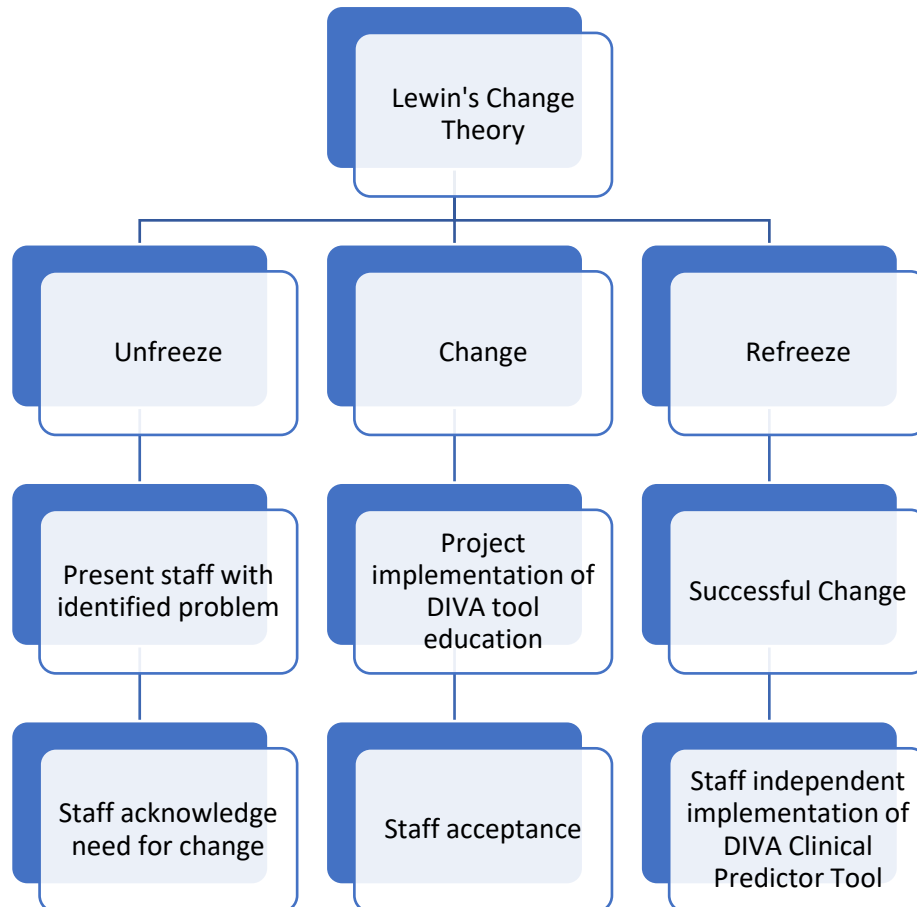 Lewin's Change
Theory
Unfreeze
Change
Refreeze
Present staff with
identified problem
Project
implementation of
DIVA tool
education
Successful Change
Staff acknowledge
need for change
Staff acceptance
Staff independent
implementation of
DIVA Clinical
Predictor Tool